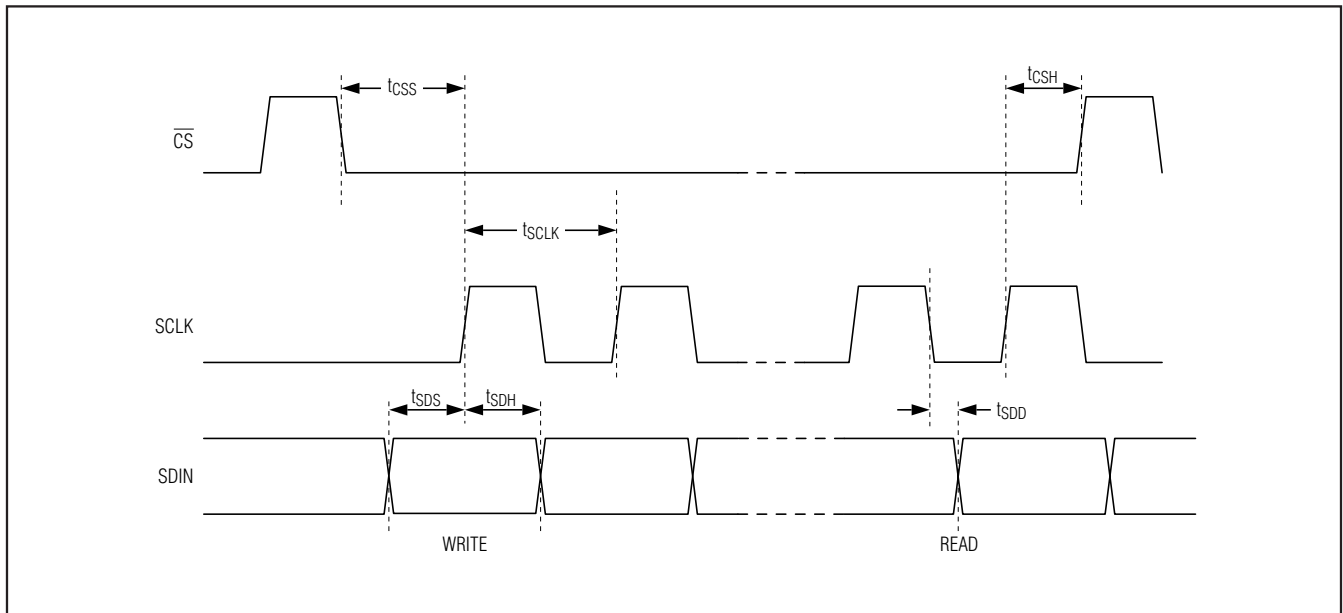 tCSS
tCSH
CS
tSCLK
SCLK
tSDS
tSDH
tSDD
SDIN
WRITE
READ